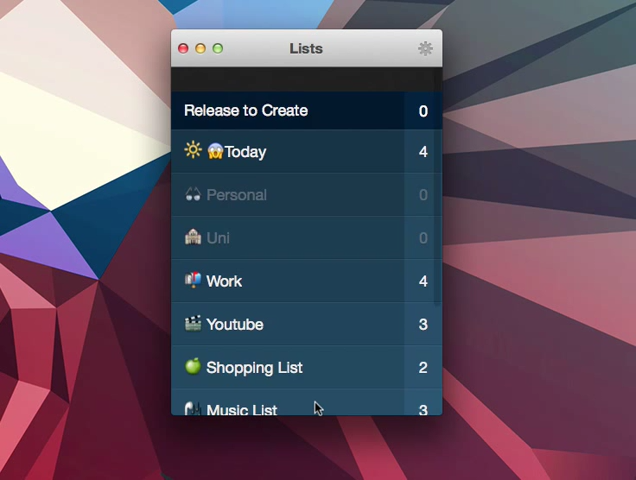 Lists
Release to Create 0
Today 4
Personal 0
Uni 0
Work 4
Youtube 3
Shopping List 2
Music List 3